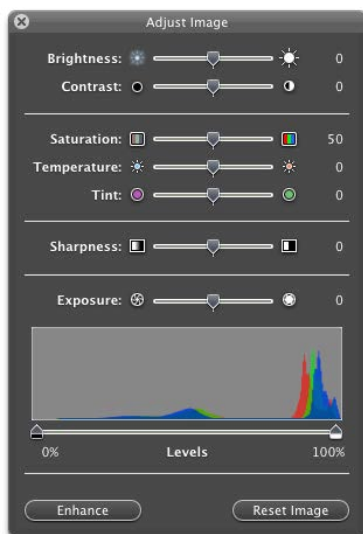 Adjust Image
Brightness: 0
Contrast: 0
Saturation: 50
Temperature: 0
Tint: 0
Sharpness: 0
Exposure: 0
0% Levels 100%
Enhance Reset Image